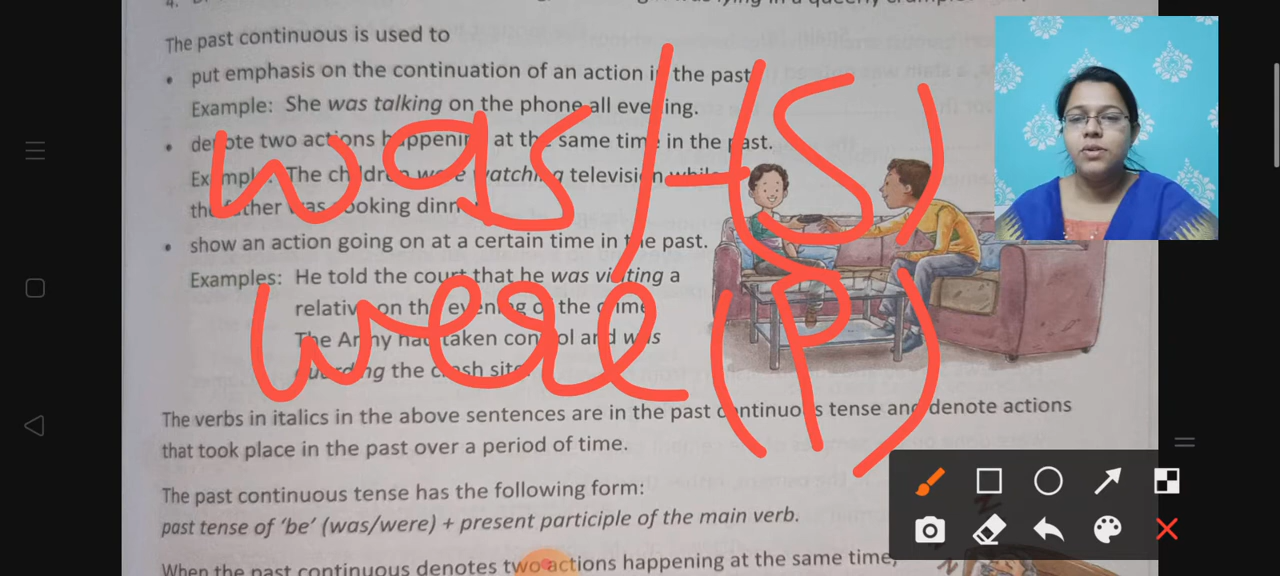 4.
The past continuous is used to
• put emphasis on the continuation of an action in the past.
Example: She was talking on the phone all evening.
• denote two actions happening at the same time in the past.
Example: The children were watching television while
the father was cooking dinner.
• show an action going on at a certain time in the past.
Examples: He told the court that he was visiting a
relative on the evening of the crime.
The Army had taken control and was
guarding the crash site.
was/ - (S)
were (P)
The verbs in italics in the above sentences are in the past continuous tense and denote actions
that took place in the past over a period of time.
The past continuous tense has the following form:
past tense of 'be' (was/were) + present participle of the main verb.
When the past continuous denotes two actions happening at the same time,